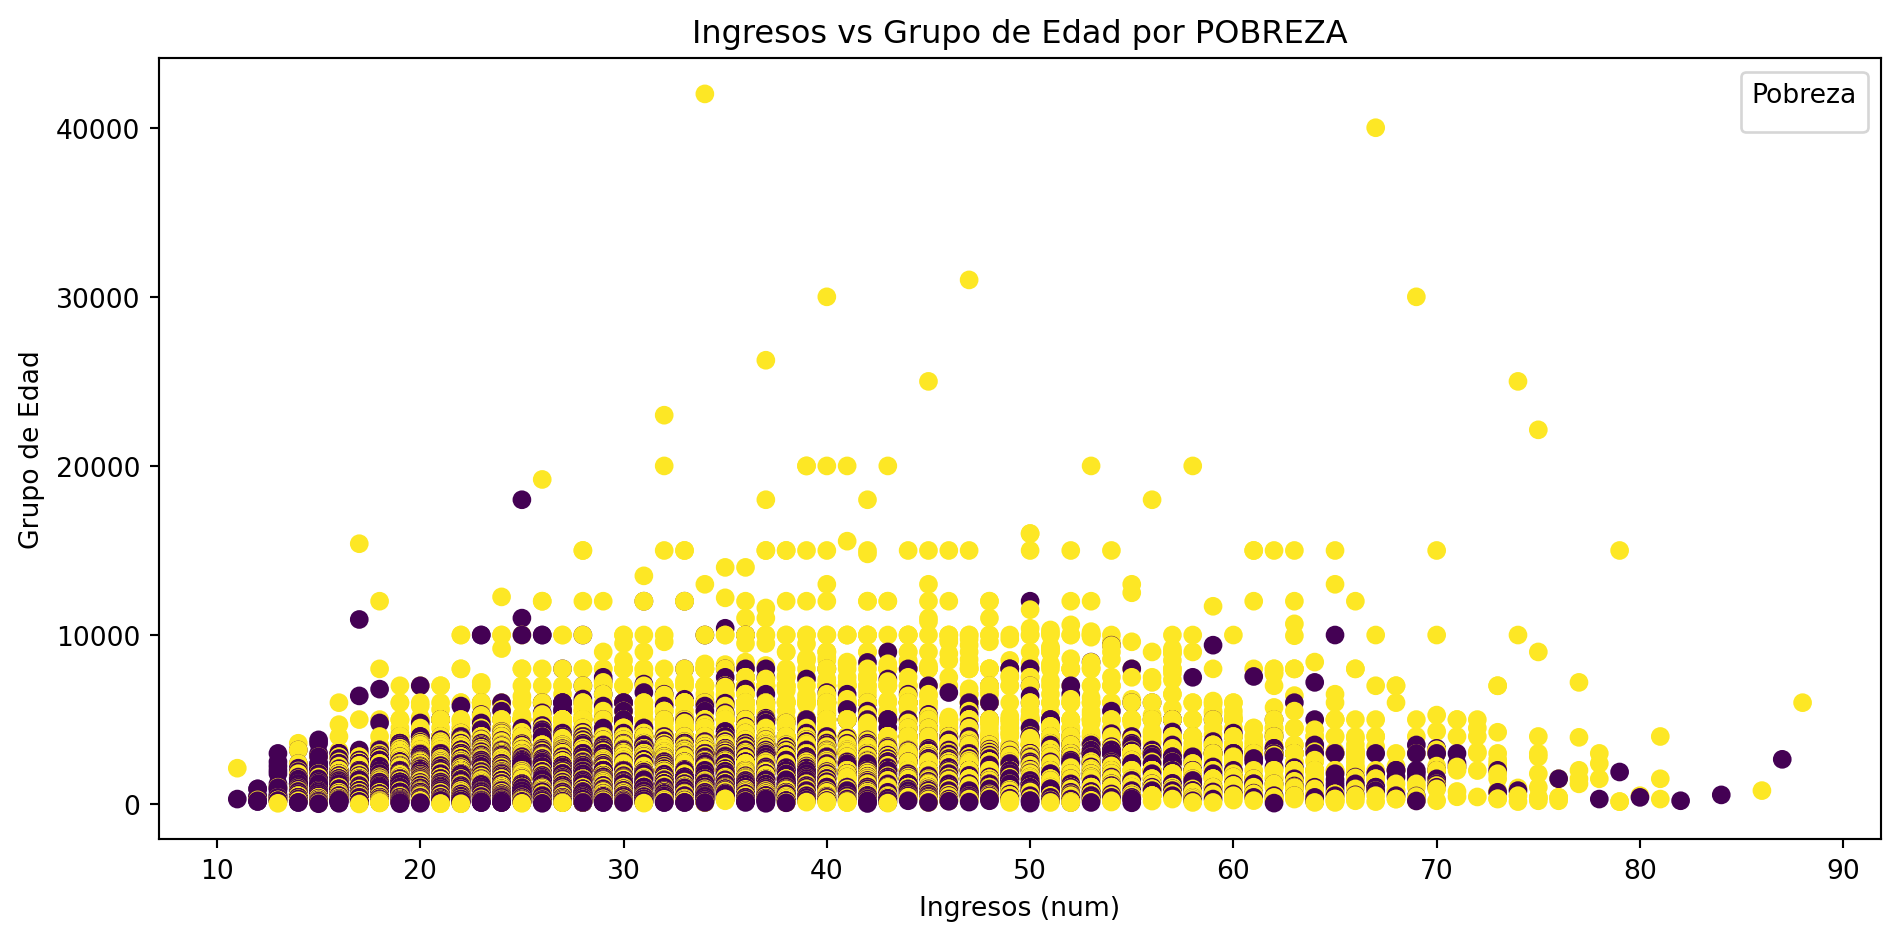 Ingresos vs Grupo de Edad por POBREZA
Pobreza
40000
30000
20000
10000
0
Grupo de Edad
10 20 30 40 50 60 70 80 90
Ingresos (num)